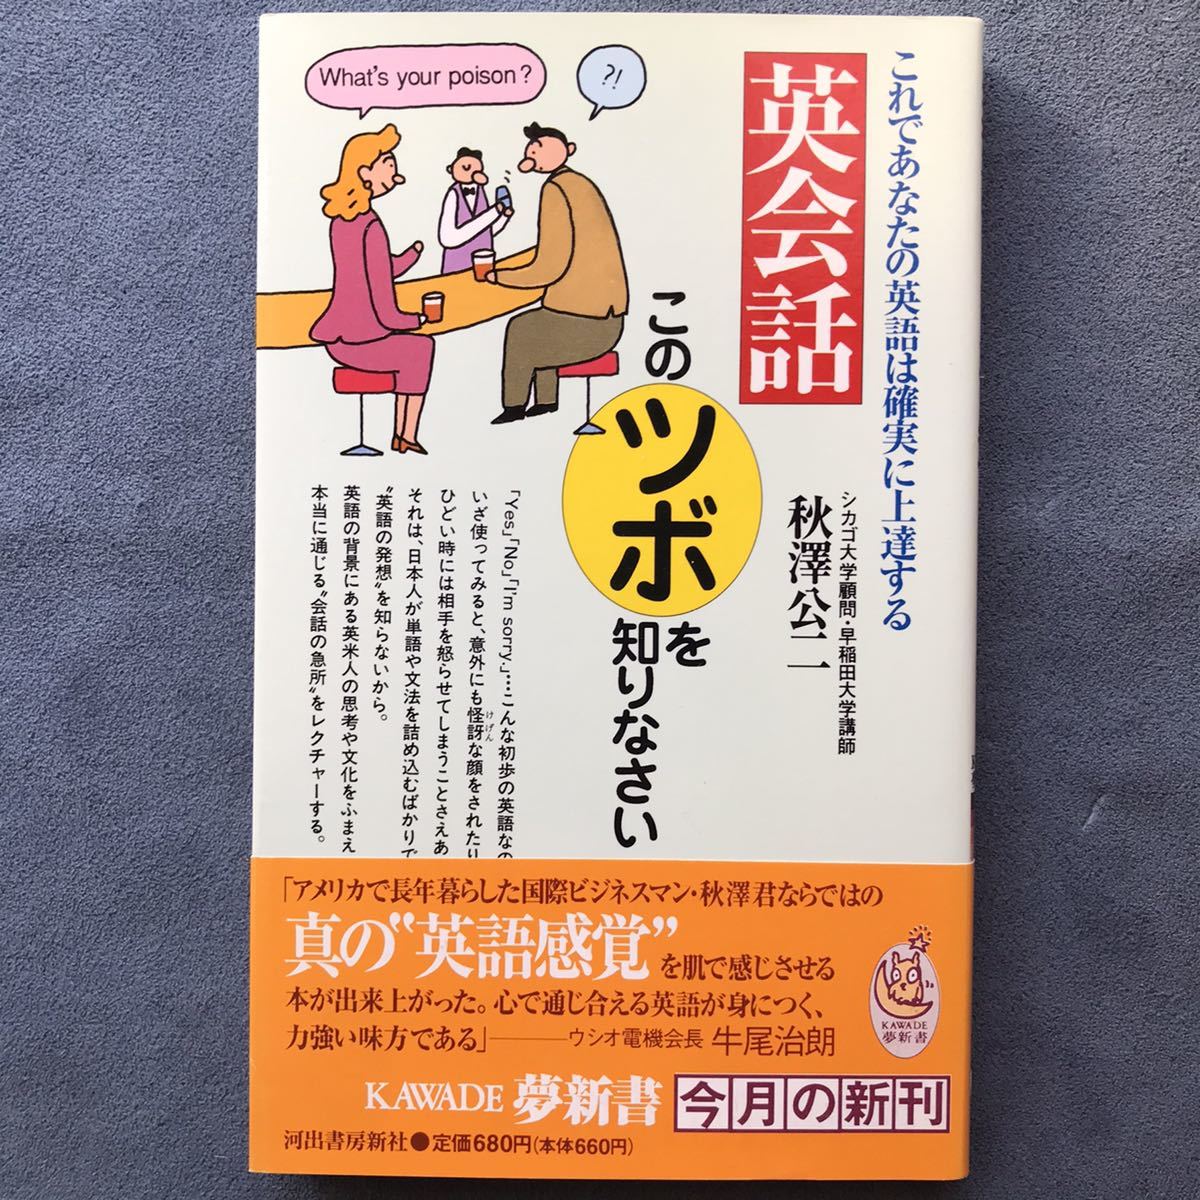 これであなたの英語は確実に上達する
英会話
このツボを知りなさい
シカゴ大学顧問・早稲田大学講師
秋澤公二
What's your poison?
?!
「Yes」「No」「I'm sorry.」…こんな初歩の英語なの
いざ使ってみると、意外にも怪訝な顔をされたり
けげん
ひどい時には相手を怒らせてしまうことさえあ
それは、日本人が単語や文法を詰め込むばかりで
“英語の発想”を知らないから。
英語の背景にある英米人の思考や文化をふまえ
本当に通じる“会話の急所”をレクチャーする。
「アメリカで長年暮らした国際ビジネスマン・秋澤君ならではの
真の“英語感覚”を肌で感じさせる
本が出来上がった。心で通じ合える英語が身につく、
力強い味方である」——ウシオ電機会長 牛尾治朗
KAWADE
夢新書
KAWADE 夢新書 今月の新刊
河出書房新社●定価680円(本体660円)